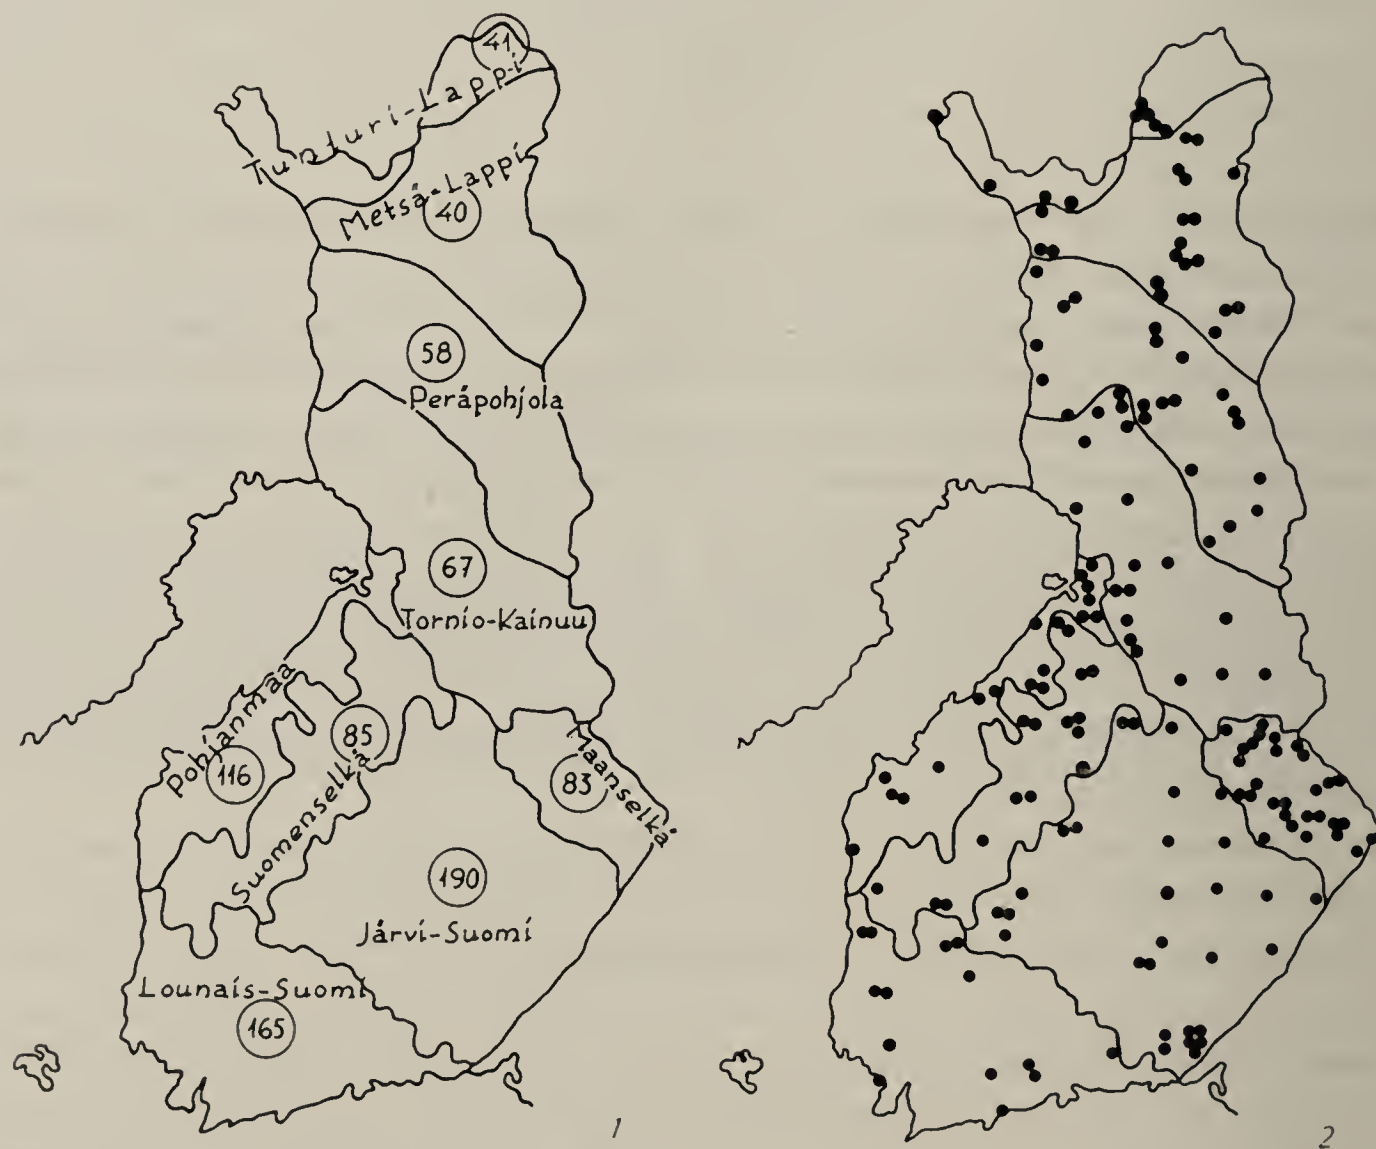 41
Tunturi-Lappi
Metsä-Lappi
40
58
Peräpohjola
67
Tornio-Kainuu
Pohjanmaa
85
116
Suomenselkä
Maanselkä
83
190
Järvi-Suomi
Lounais-Suomi
165
1
2